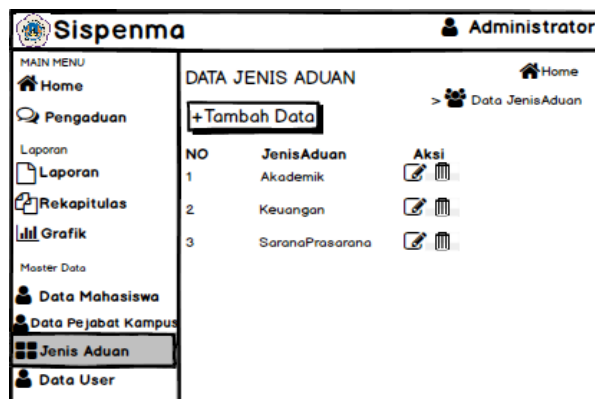 Sispenma
Administrator
MAIN MENU
Home
Pengaduan
Laporan
Laporan
Rekapitulas
Grafik
Master Data
Data Mahasiswa
Data Pejabat Kampus
Jenis Aduan
Data User
DATA JENIS ADUAN
Home
> Data JenisAduan
+Tambah Data
NO JenisAduan Aksi
1 Akademik
2 Keuangan
3 SaranaPrasarana